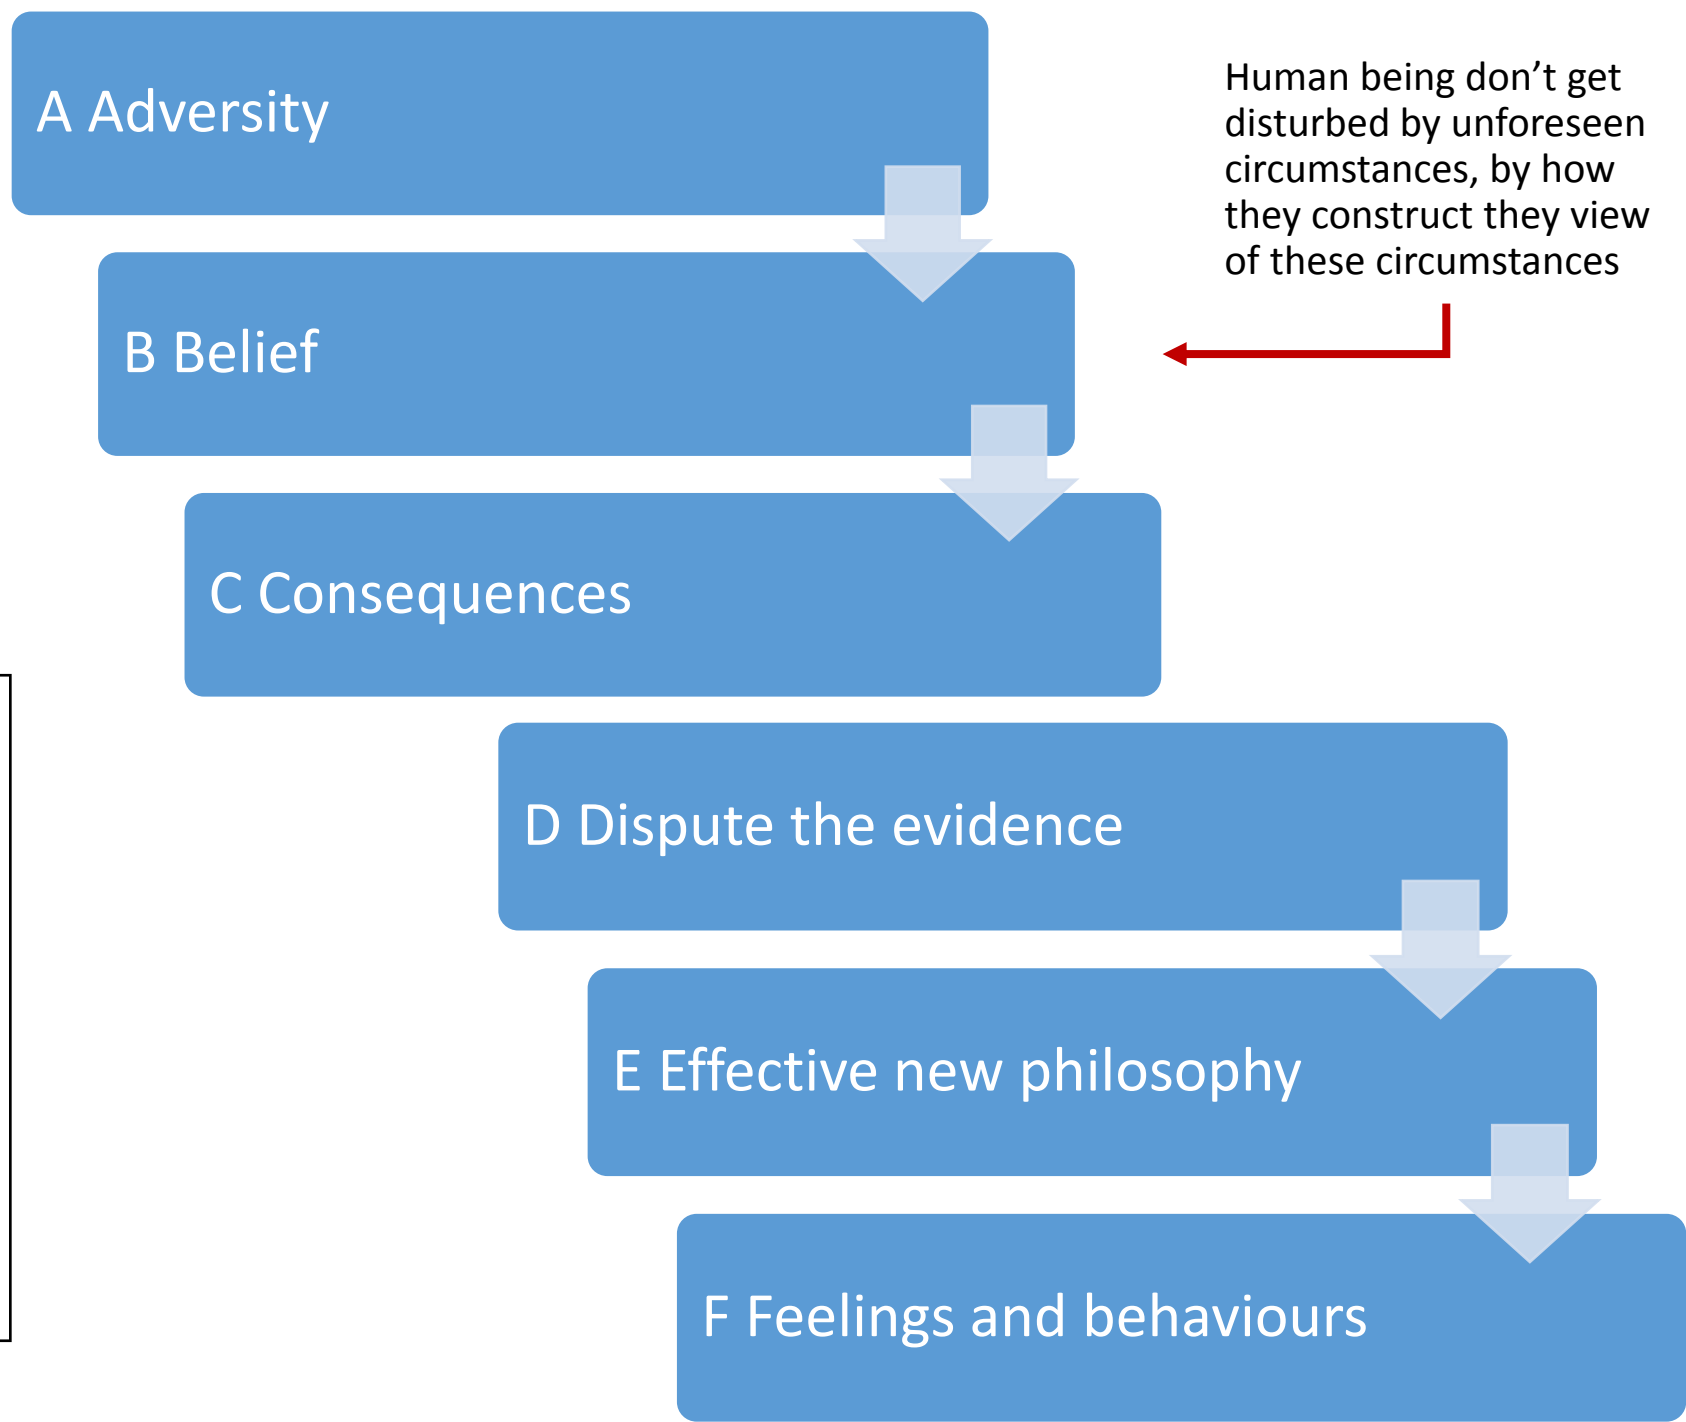 A Adversity
Human being don’t get
disturbed by unforeseen
circumstances, by how
they construct they view
of these circumstances
B Belief
C Consequences
D Dispute the evidence
E Effective new philosophy
F Feelings and behaviours